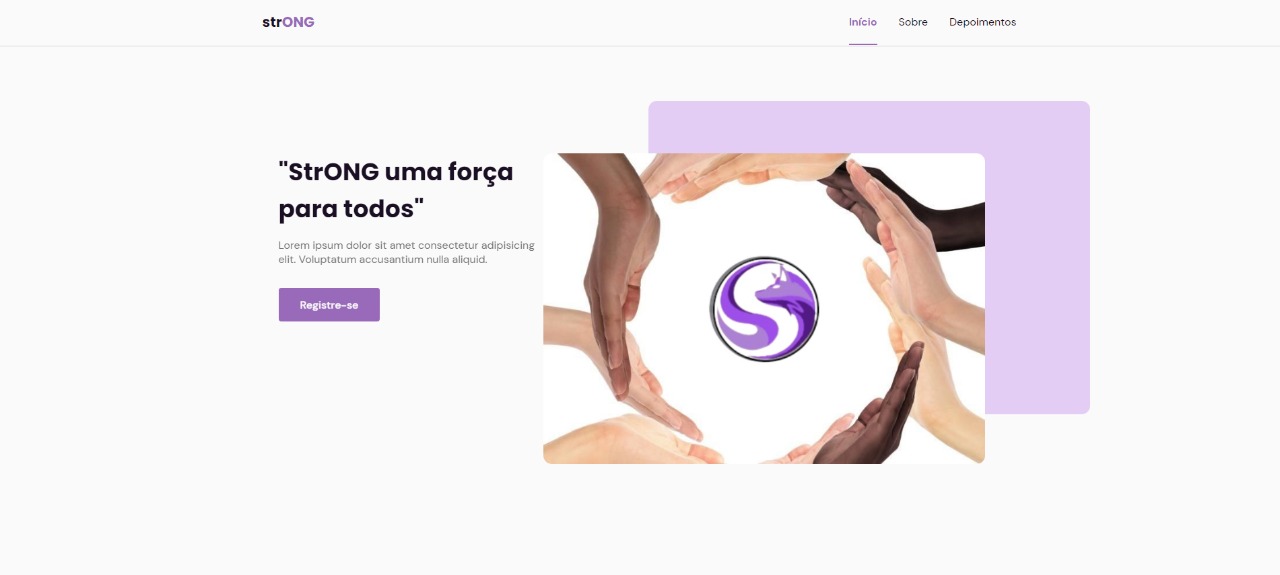 strONG
Início
Sobre
Depoimentos
"StrONG uma força
para todos"
Lorem ipsum dolor sit amet consectetur adipisicing
elit. Voluptatum accusantium nulla aliquid.
Registre-se